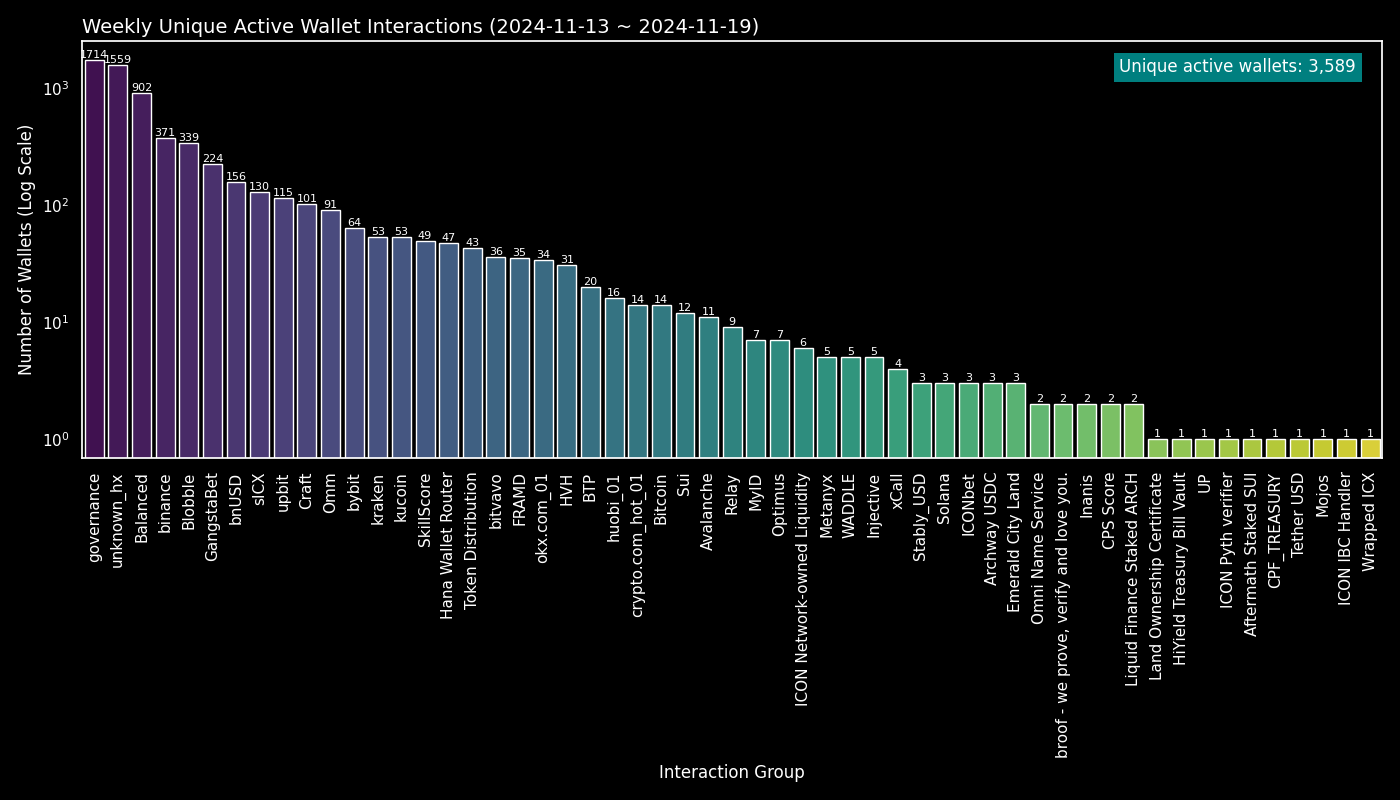 Weekly Unique Active Wallet Interactions (2024-11-13 ~ 2024-11-19)
Unique active wallets: 3,589
Number of Wallets (Log Scale)
10³
10²
10¹
10⁰
1714
1559
902
371
339
224
156
130
115
101
91
64
53
53
49
47
43
36
35
34
31
20
16
14
14
12
11
9
7
7
6
5
5
5
4
3
3
3
3
3
2
2
2
2
2
1
1
1
1
1
1
1
1
1
1
governance
unknown_hx
Balanced
binance
Blobble
GangstaBet
bnUSD
sICX
upbit
Craft
Omm
bybit
kraken
kucoin
SkillScore
Hana Wallet Router
Token Distribution
bitvavo
FRAMD
okx.com_01
HVH
BTP
huobi_01
crypto.com_hot_01
Bitcoin
Sui
Avalanche
Relay
MyID
Optimus
ICON Network-owned Liquidity
Metanyx
WADDLE
Injective
xCall
Stably_USD
Solana
ICONbet
Archway USDC
Emerald City Land
Omni Name Service
broof - we prove, verify and love you.
Inanis
CPS Score
Liquid Finance Staked ARCH
Land Ownership Certificate
HiYield Treasury Bill Vault
UP
ICON Pyth verifier
Aftermath Staked SUI
CPF_TREASURY
Tether USD
Mojos
ICON IBC Handler
Wrapped ICX
Interaction Group